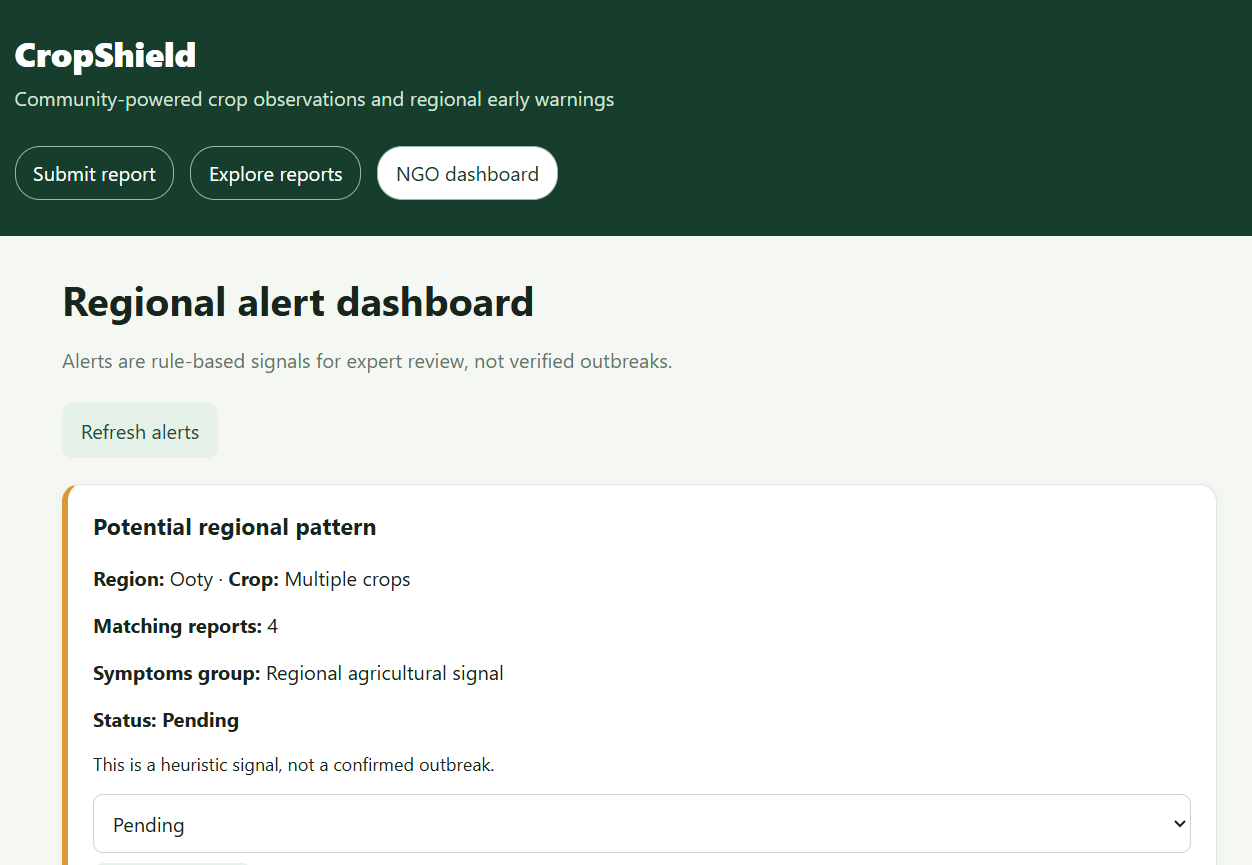 CropShield
Community-powered crop observations and regional early warnings
Submit report
Explore reports
NGO dashboard
Regional alert dashboard
Alerts are rule-based signals for expert review, not verified outbreaks.
Refresh alerts
Potential regional pattern
Region: Ooty · Crop: Multiple crops
Matching reports: 4
Symptoms group: Regional agricultural signal
Status: Pending
This is a heuristic signal, not a confirmed outbreak.
Pending